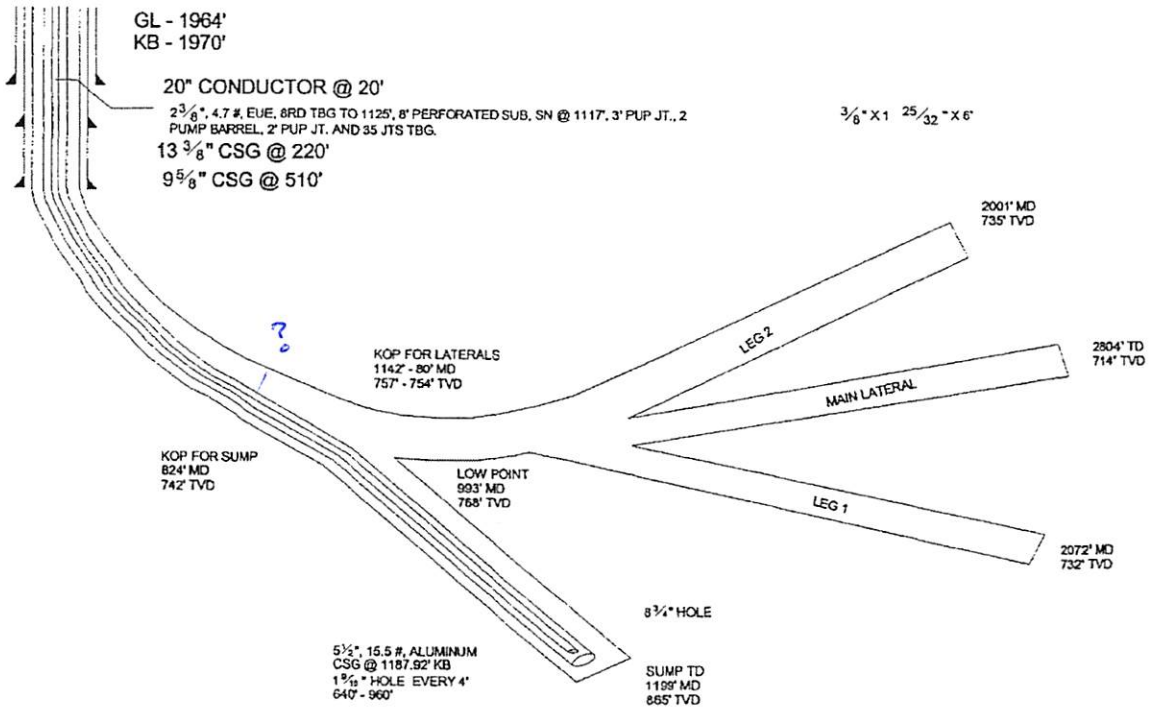 GL - 1964'
KB - 1970'
20" CONDUCTOR @ 20'
2 3/8", 4.7 #, EUE, 8RD TBG TO 1125', 8' PERFORATED SUB, SN @ 1117', 3' PUP JT., 2
PUMP BARREL, 2' PUP JT. AND 35 JTS TBG.
3/8" X 1 25/32" X 6'
13 3/8" CSG @ 220'
9 5/8" CSG @ 510'
2001' MD
735' TVD
?
LEG 2
KOP FOR LATERALS
1142' - 80' MD
757' - 754' TVD
2804' TD
714' TVD
MAIN LATERAL
KOP FOR SUMP
824' MD
742' TVD
LOW POINT
993' MD
768' TVD
LEG 1
2072' MD
732' TVD
8 3/4" HOLE
5 1/2", 15.5 #, ALUMINUM
CSG @ 1187.92' KB
HOLE EVERY 4'
640' - 960'
SUMP TD
1199' MD
865' TVD